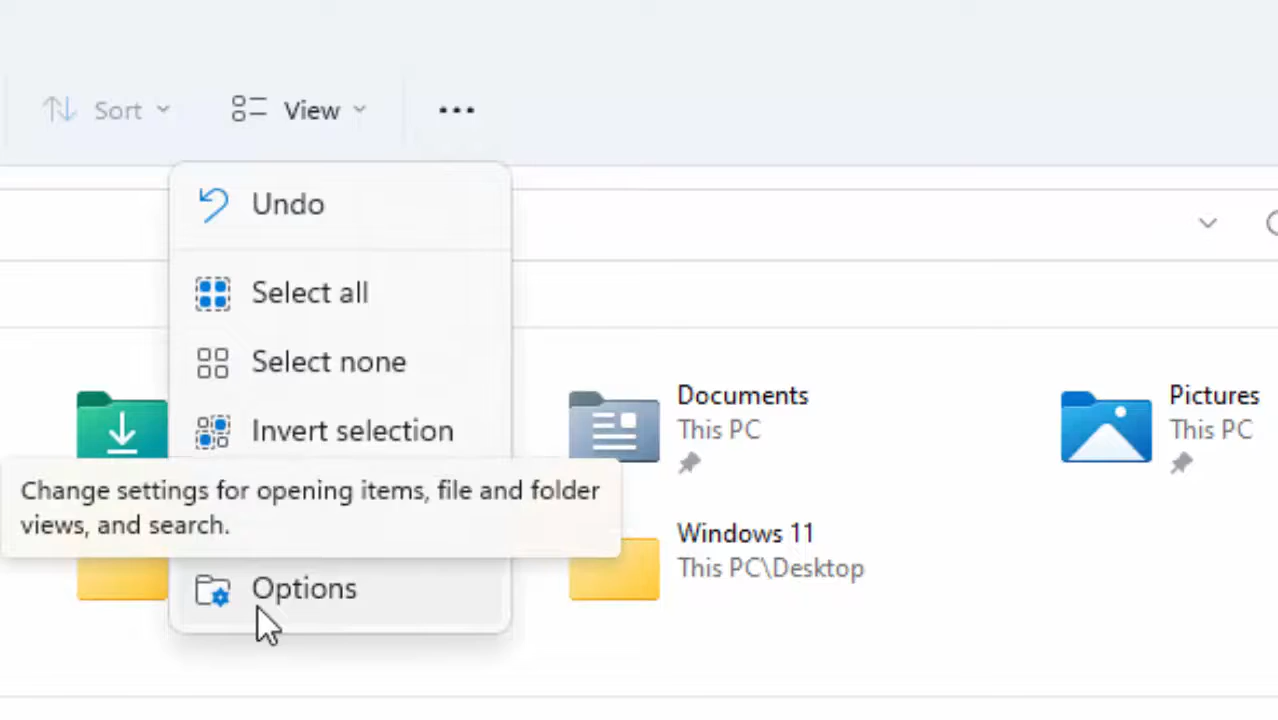 Sort
View
Undo
Select all
Select none
Invert selection
Change settings for opening items, file and folder
views, and search.
Options
Documents
This PC
Pictures
This PC
Windows 11
This PC\Desktop